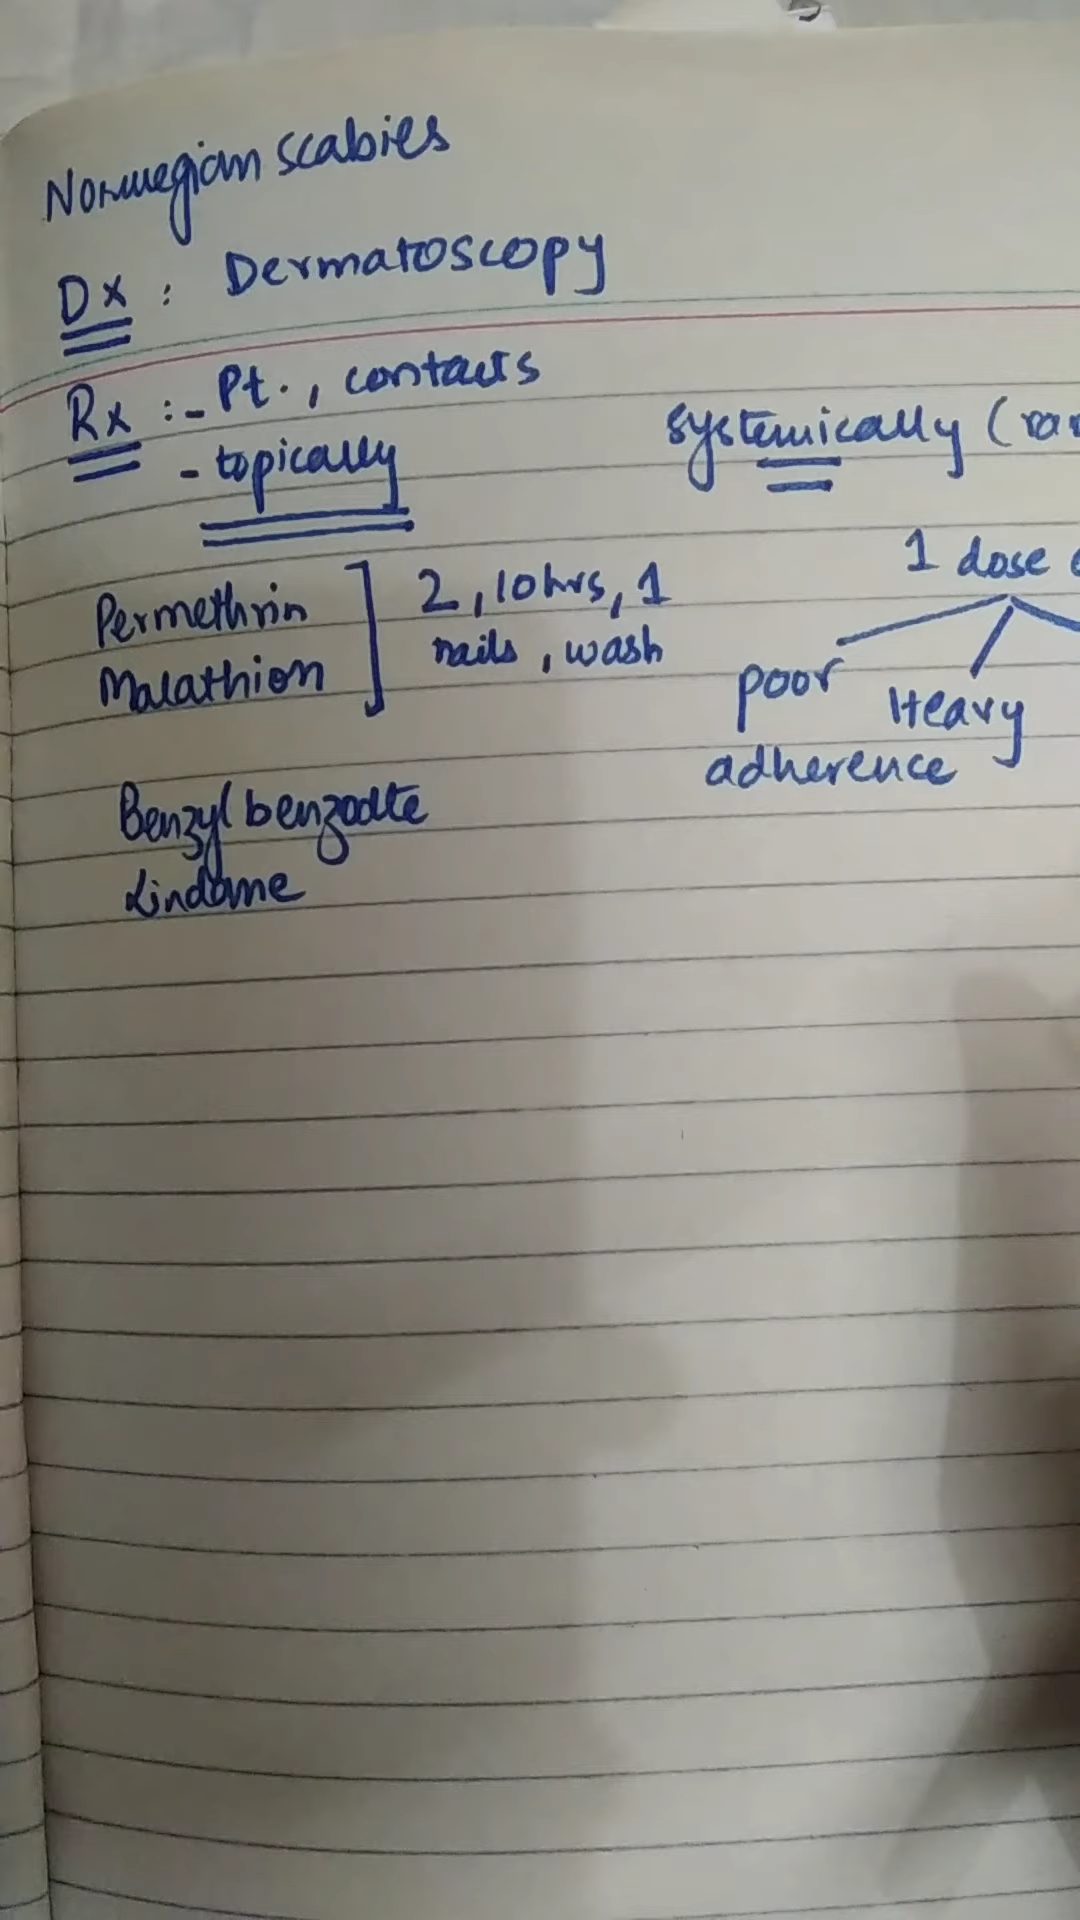 Norwegian scabies
Dx : Dermatoscopy
Rx :- Pt., contacts
- topically
systemically (rar
Permethrin
Malathion
2, 10hrs, 1
nails, wash
1 dose
poor
adherence
Heavy
Benzyl benzoate
Lindane